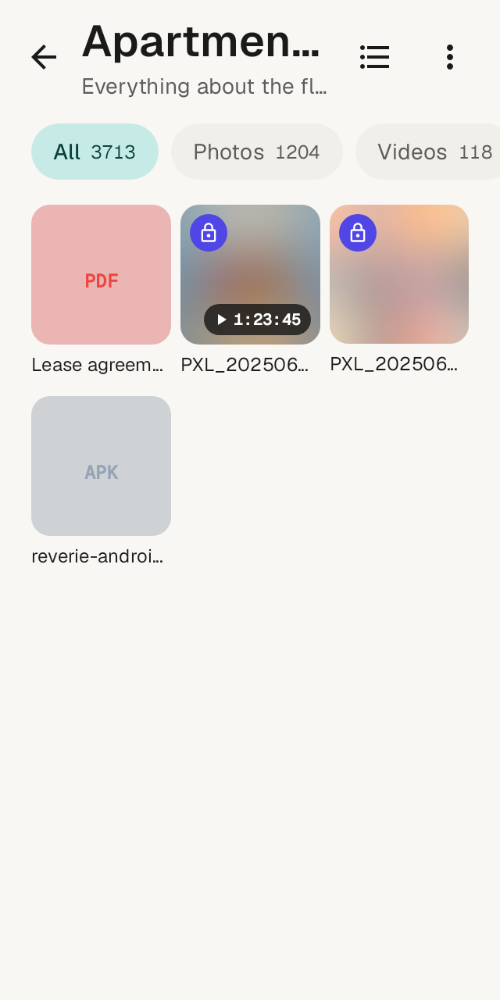 Apartmen...
Everything about the fl...
All 3713
Photos 1204
Videos 118
PDF
1:23:45
Lease agreem...
PXL_202506...
PXL_202506...
APK
reverie-androi...